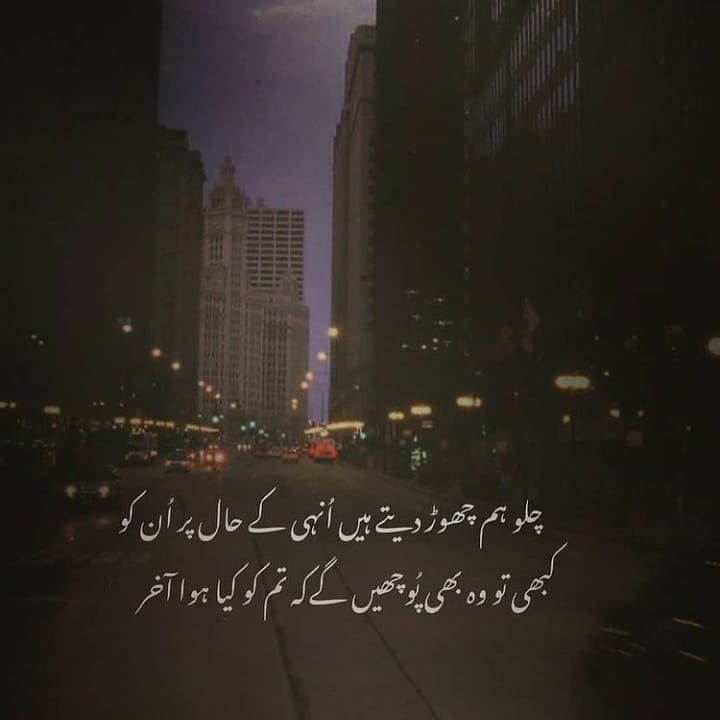 چلو ہم چھوڑ دیتے ہیں اُنہی کے حال پر اُن کو
کبھی تو وہ بھی پُوچھیں گے کہ تم کو کیا ہوا آخر